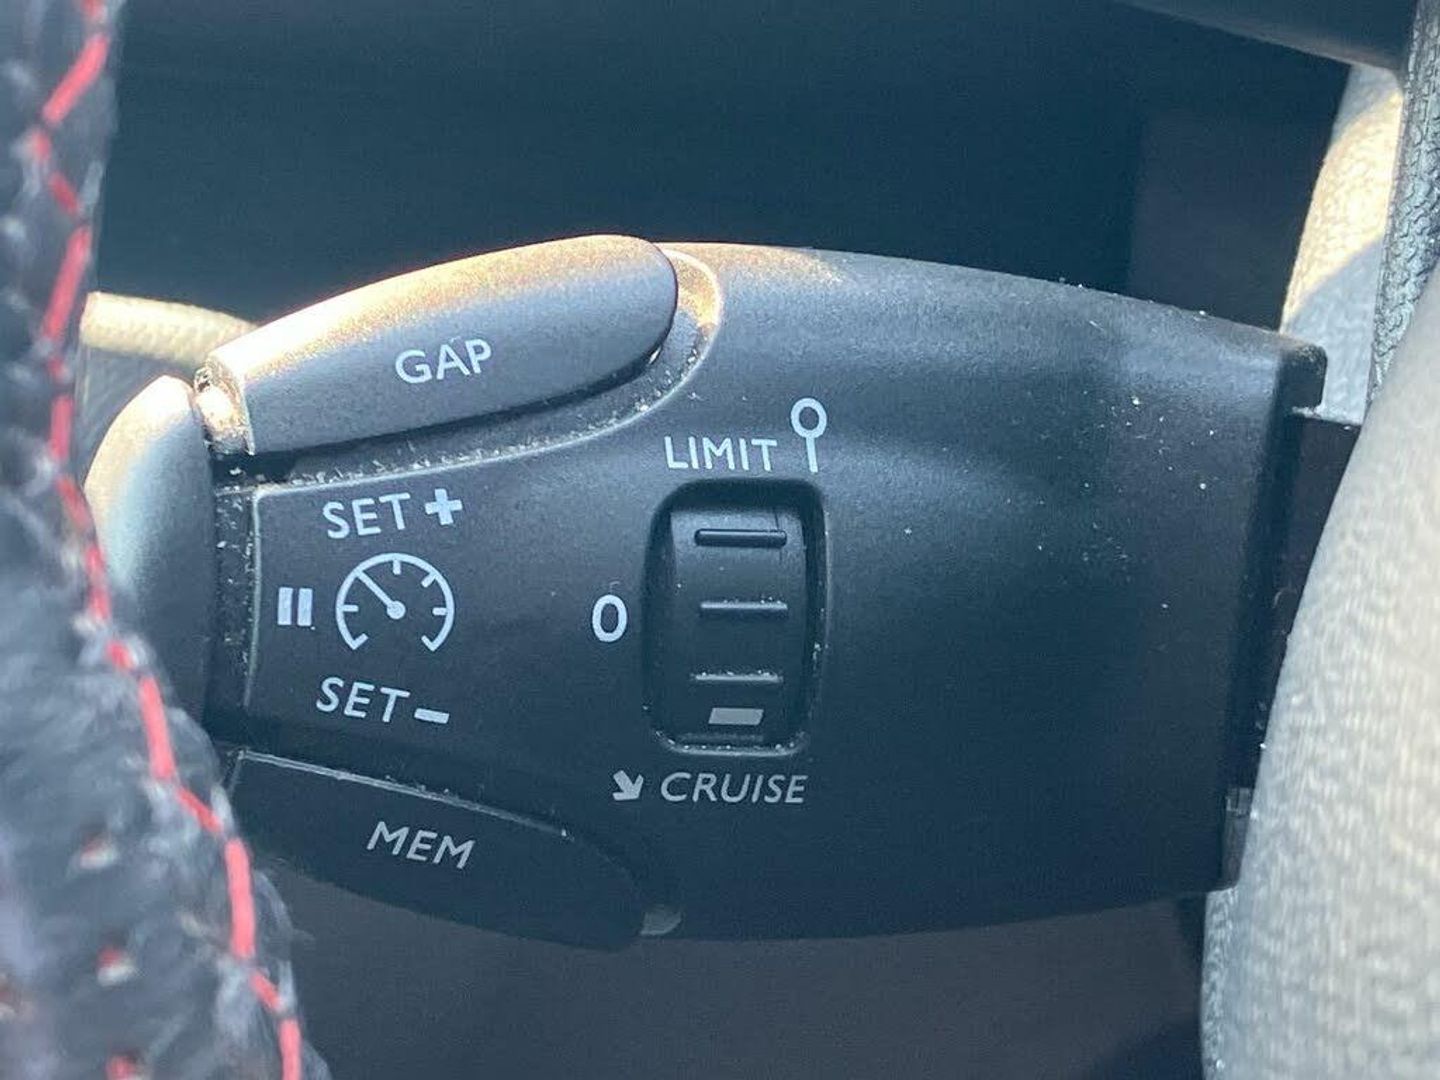 GAP
LIMIT
SET +
0
SET -
CRUISE
MEM